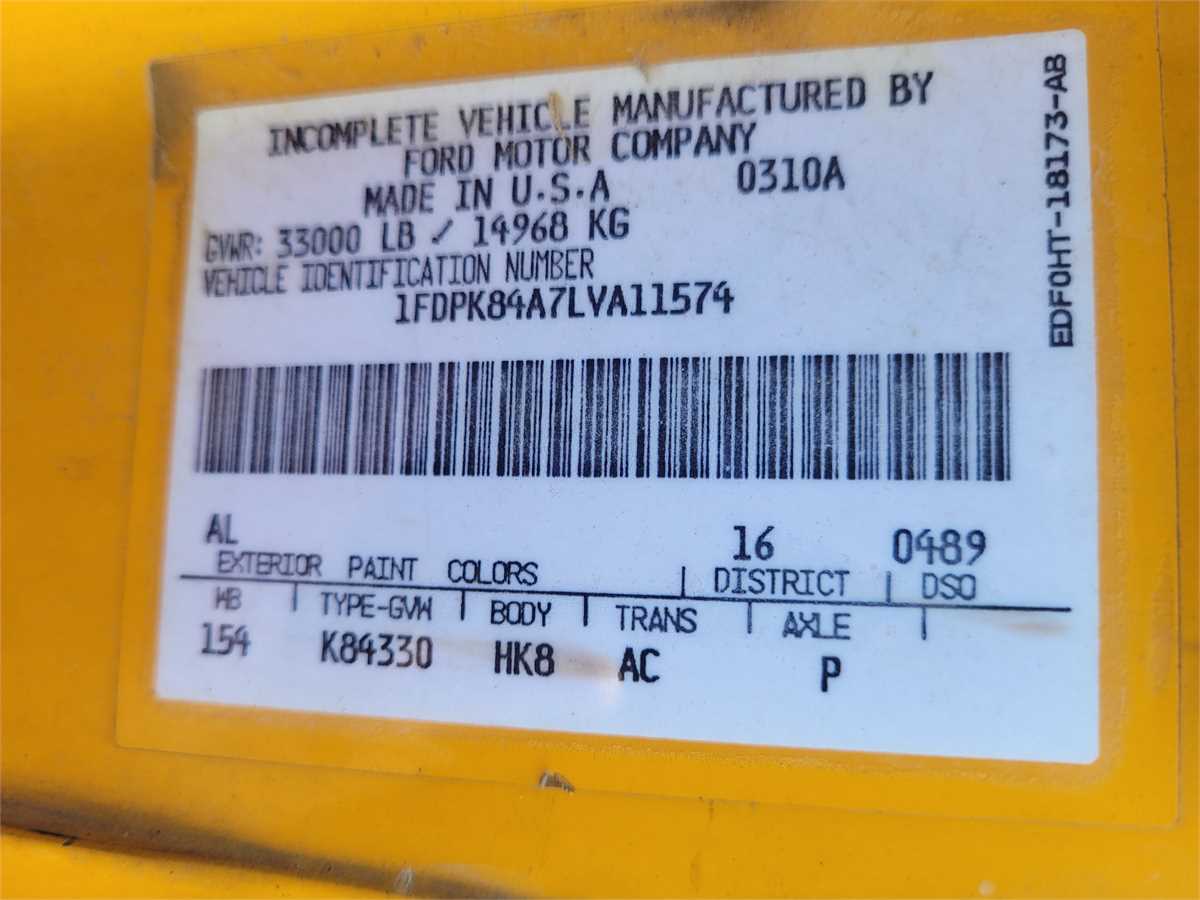 INCOMPLETE VEHICLE MANUFACTURED BY
FORD MOTOR COMPANY
MADE IN U.S.A 0310A
GVWR: 33000 LB / 14968 KG
VEHICLE IDENTIFICATION NUMBER
1FDPK84A7LVA11574
EDF0HT-18173-AB
AL 16 0489
EXTERIOR PAINT COLORS DISTRICT DSO
WB TYPE-GVW BODY TRANS AXLE
154 K84330 HK8 AC P